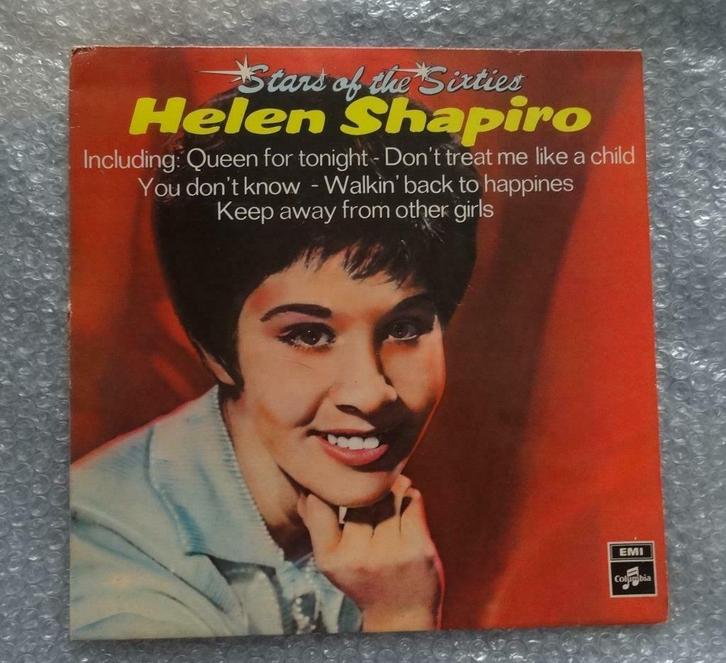 Stars of the Sixties
Helen Shapiro
Including: Queen for tonight - Don't treat me like a child
You don't know - Walkin' back to happines
Keep away from other girls
EMI
Columbia